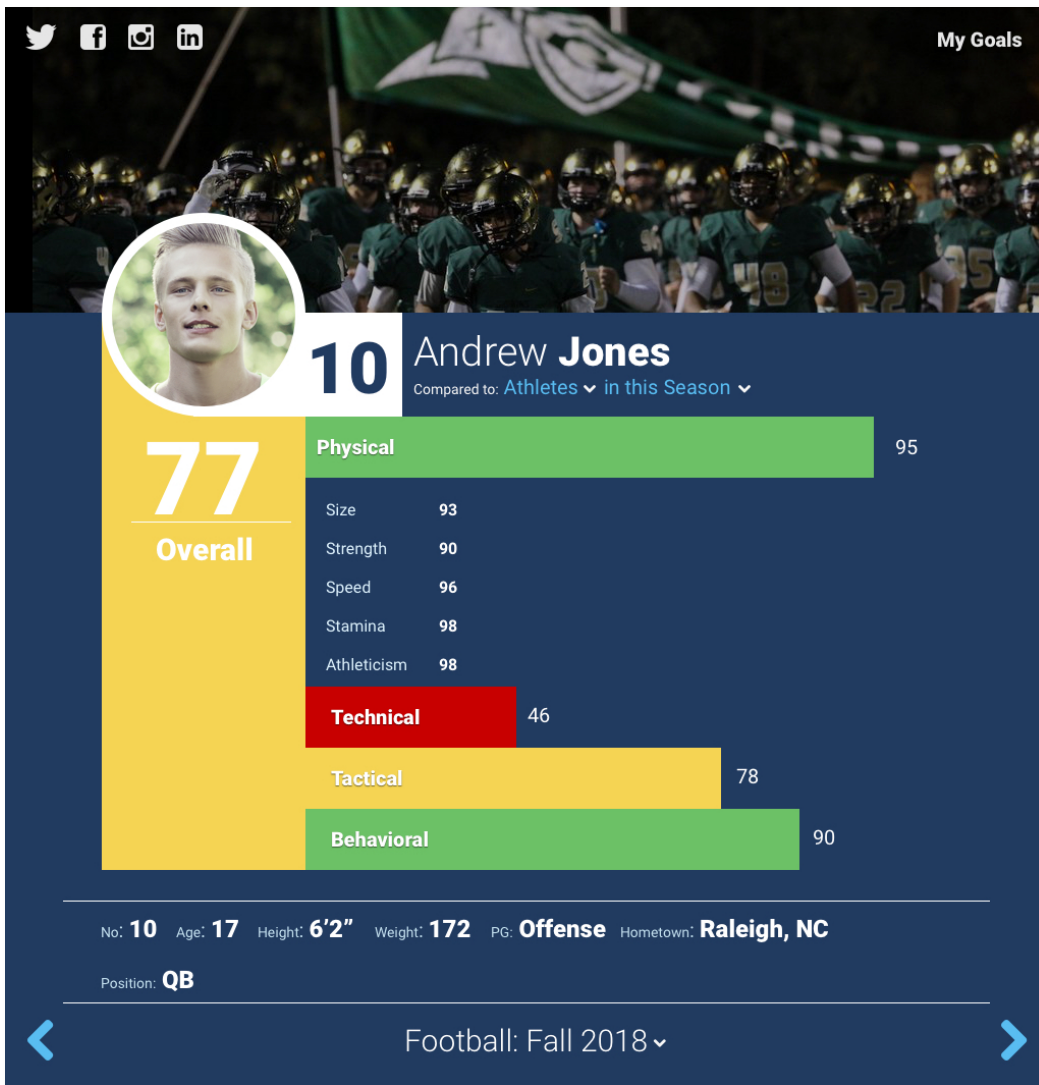 My Goals
48
10
Andrew Jones
Compared to: Athletes in this Season
77
Overall
Physical 95
Size 93
Strength 90
Speed 96
Stamina 98
Athleticism 98
Technical 46
Tactical 78
Behavioral 90
No: 10 Age: 17 Height: 6’2” Weight: 172 PG: Offense Hometown: Raleigh, NC
Position: QB
Football: Fall 2018